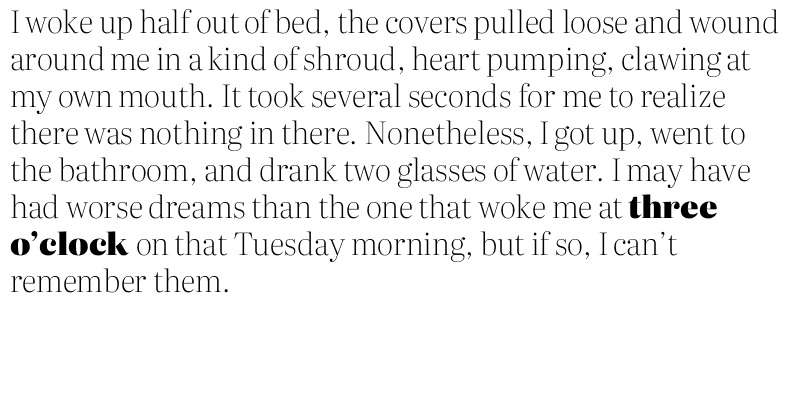 I woke up half out of bed, the covers pulled loose and wound
around me in a kind of shroud, heart pumping, clawing at
my own mouth. It took several seconds for me to realize
there was nothing in there. Nonetheless, I got up, went to
the bathroom, and drank two glasses of water. I may have
had worse dreams than the one that woke me at three
o’clock on that Tuesday morning, but if so, I can’t
remember them.